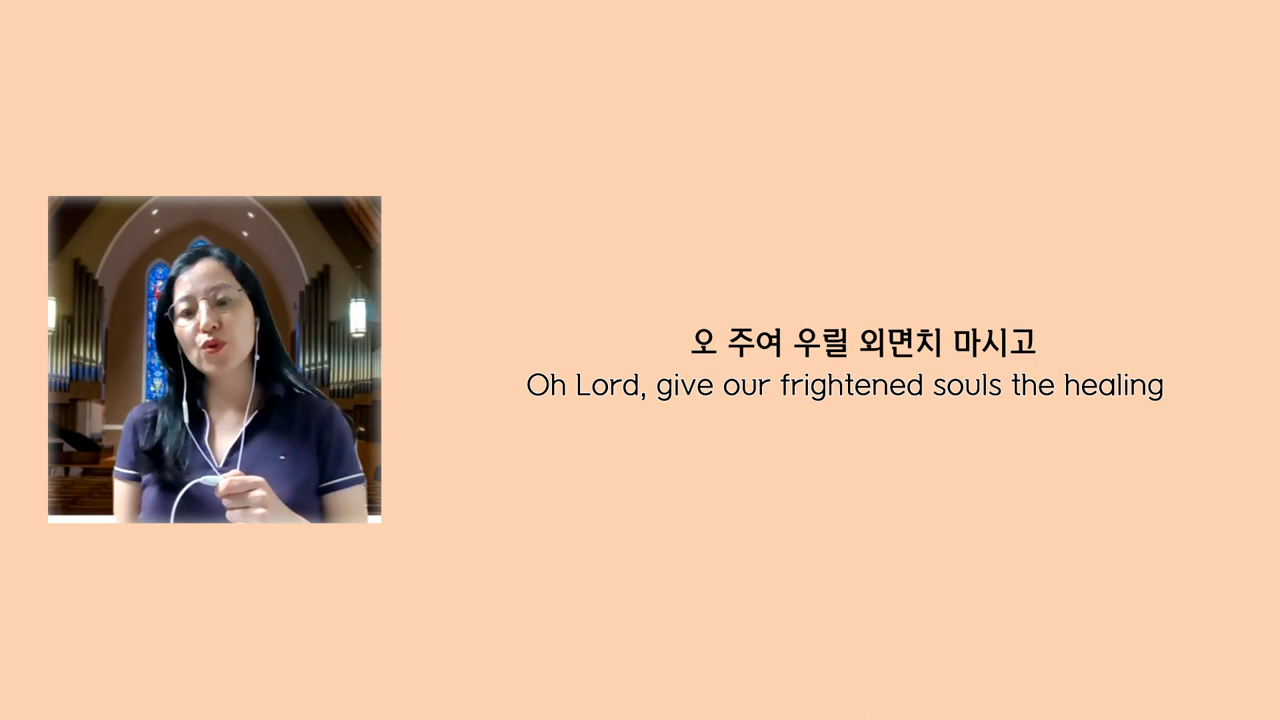 오 주여 우릴 외면치 마시고
Oh Lord, give our frightened souls the healing